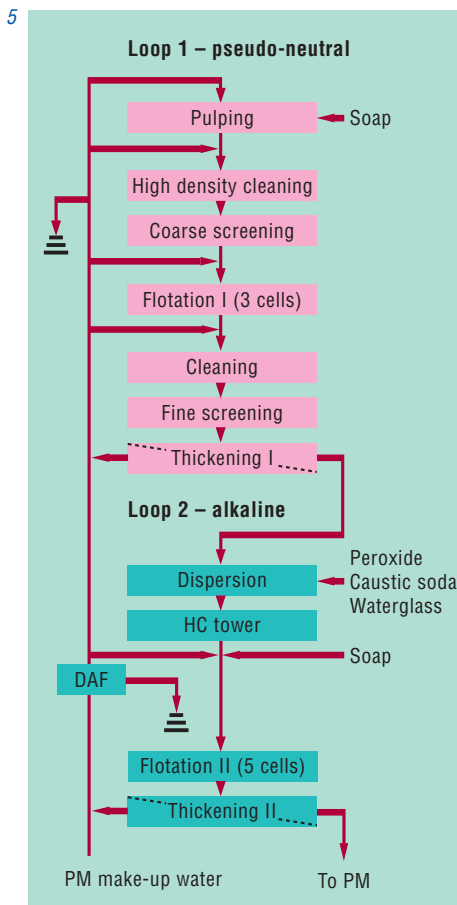 5
Loop 1 – pseudo-neutral
Pulping
Soap
High density cleaning
Coarse screening
Flotation I (3 cells)
Cleaning
Fine screening
Thickening I
Loop 2 – alkaline
Peroxide
Caustic soda
Waterglass
Dispersion
HC tower
Soap
DAF
Flotation II (5 cells)
Thickening II
PM make-up water
To PM